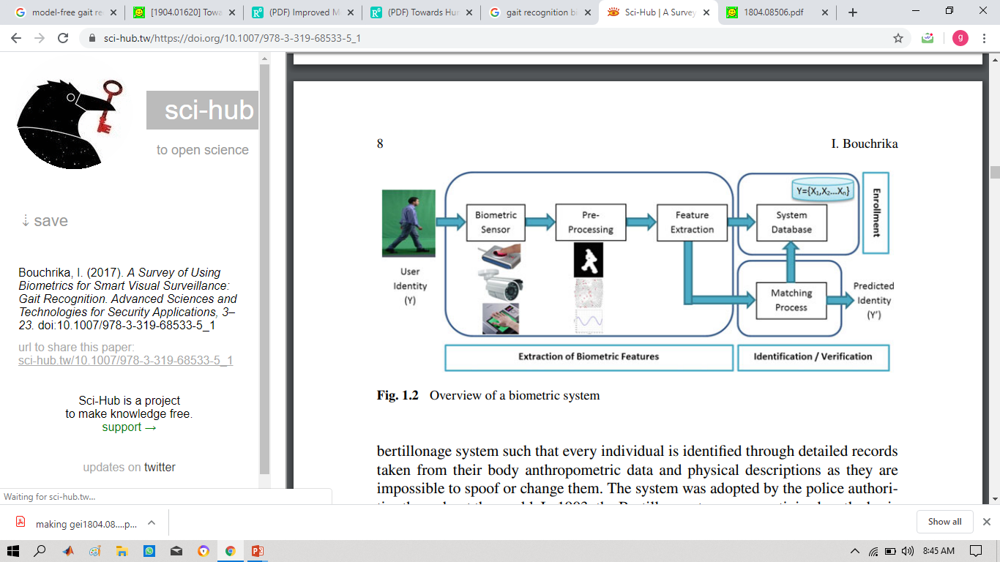 model-free gait re
[1904.01620] Towa
(PDF) Improved M
(PDF) Towards Hur
gait recognition bi
Sci-Hub | A Survey
1804.08506.pdf
sci-hub.tw/https://doi.org/10.1007/978-3-319-68533-5_1
g
sci-hub
to open science
⇣ save
Bouchrika, I. (2017). A Survey of Using
Biometrics for Smart Visual Surveillance:
Gait Recognition. Advanced Sciences and
Technologies for Security Applications, 3–
23. doi:10.1007/978-3-319-68533-5_1
url to share this paper:
sci-hub.tw/10.1007/978-3-319-68533-5_1
Sci-Hub is a project
to make knowledge free.
support →
updates on twitter
8
I. Bouchrika
User
Identity
(Y)
Biometric
Sensor
Pre-
Processing
Feature
Extraction
Y={X1,X2...Xn}
System
Database
Enrollment
Matching
Process
Predicted
Identity
(Y')
Extraction of Biometric Features
Identification / Verification
Fig. 1.2 Overview of a biometric system
bertillonage system such that every individual is identified through detailed records
taken from their body anthropometric data and physical descriptions as they are
impossible to spoof or change them. The system was adopted by the police authori-
Waiting for sci-hub.tw...
making gei1804.08....p...
Show all
8:45 AM